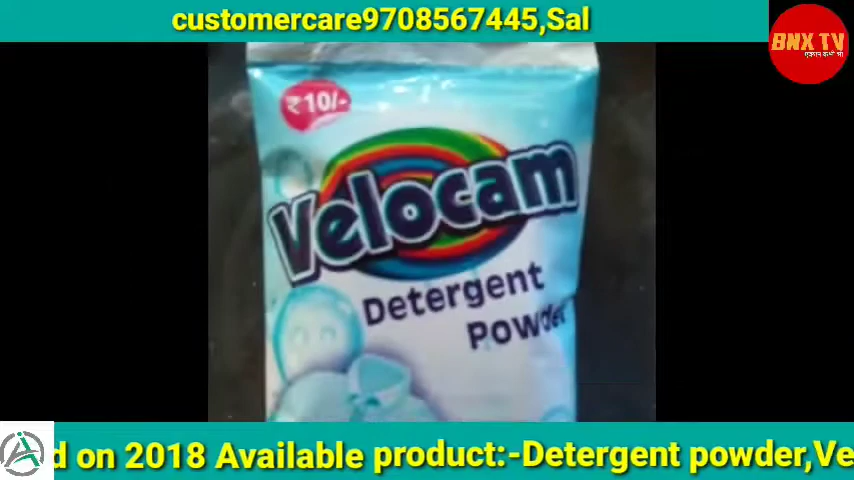 customercare9708567445,Sal
BNX TV
₹10/-
Velocam
Detergent
Powder
d on 2018 Available product:-Detergent powder,Ve